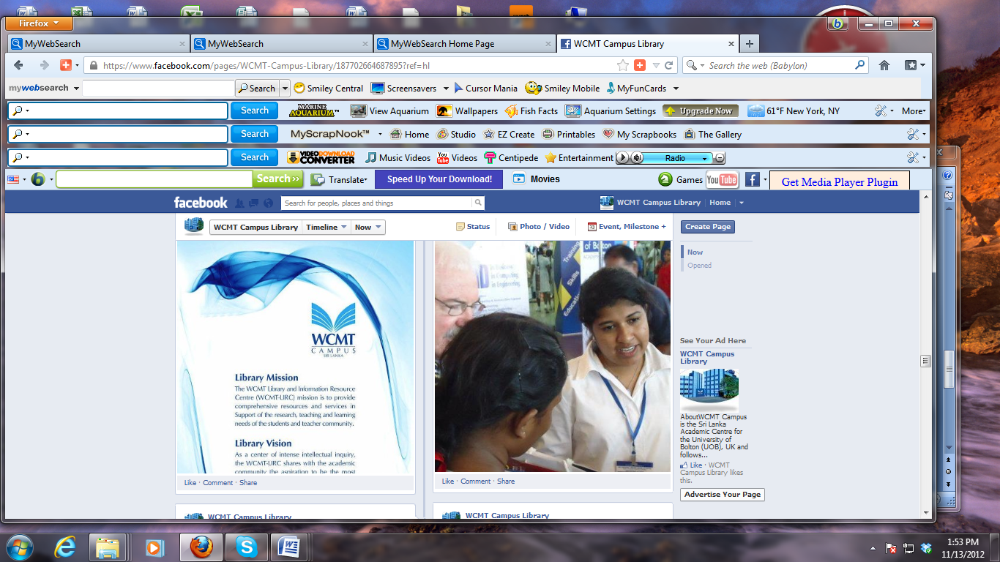 Firefox
MyWebSearch
MyWebSearch
MyWebSearch Home Page
WCMT Campus Library
https://www.facebook.com/pages/WCMT-Campus-Library/187702664687895?ref=hl
Search the web (Babylon)
mywebsearch
Search
Smiley Central
Screensavers
Cursor Mania
Smiley Mobile
MyFunCards
Search
MARINE AQUARIUM™
View Aquarium
Wallpapers
Fish Facts
Aquarium Settings
Upgrade Now
61°F New York, NY
More
Search
MyScrapNook™
Home
Studio
EZ Create
Printables
My Scrapbooks
The Gallery
Search
VIDEO DOWNLOAD CONVERTER
Music Videos
Videos
Centipede
Entertainment
Radio
Search >>
Translate
Speed Up Your Download!
Movies
Games
YouTube
Get Media Player Plugin
facebook
Search for people, places and things
WCMT Campus Library
Home
WCMT Campus Library
Timeline
Now
Status
Photo / Video
Event, Milestone +
Create Page
Now
Opened
WCMT
CAMPUS
SRI LANKA
Library Mission
The WCMT Library and Information Resource
Centre (WCMT-LIRC) mission is to provide
comprehensive resources and services in
Support of the research, teaching and learning
needs of the students and teacher community.
Library Vision
As a center of intense intellectual inquiry,
the WCMT-LIRC shares with the academic
community the aspiration to be the most
Like · Comment · Share
of Bolton
Training
Skills
Education
in Computing
in Engineering
Like · Comment · Share
See Your Ad Here
WCMT Campus
Library
AboutWCMT Campus
is the Sri Lanka
Academic Centre for
the University of
Bolton (UOB), UK and
follows...
Like · WCMT
Campus Library likes
this.
Advertise Your Page
WCMT Campus Library
WCMT Campus Library
1:53 PM
11/13/2012